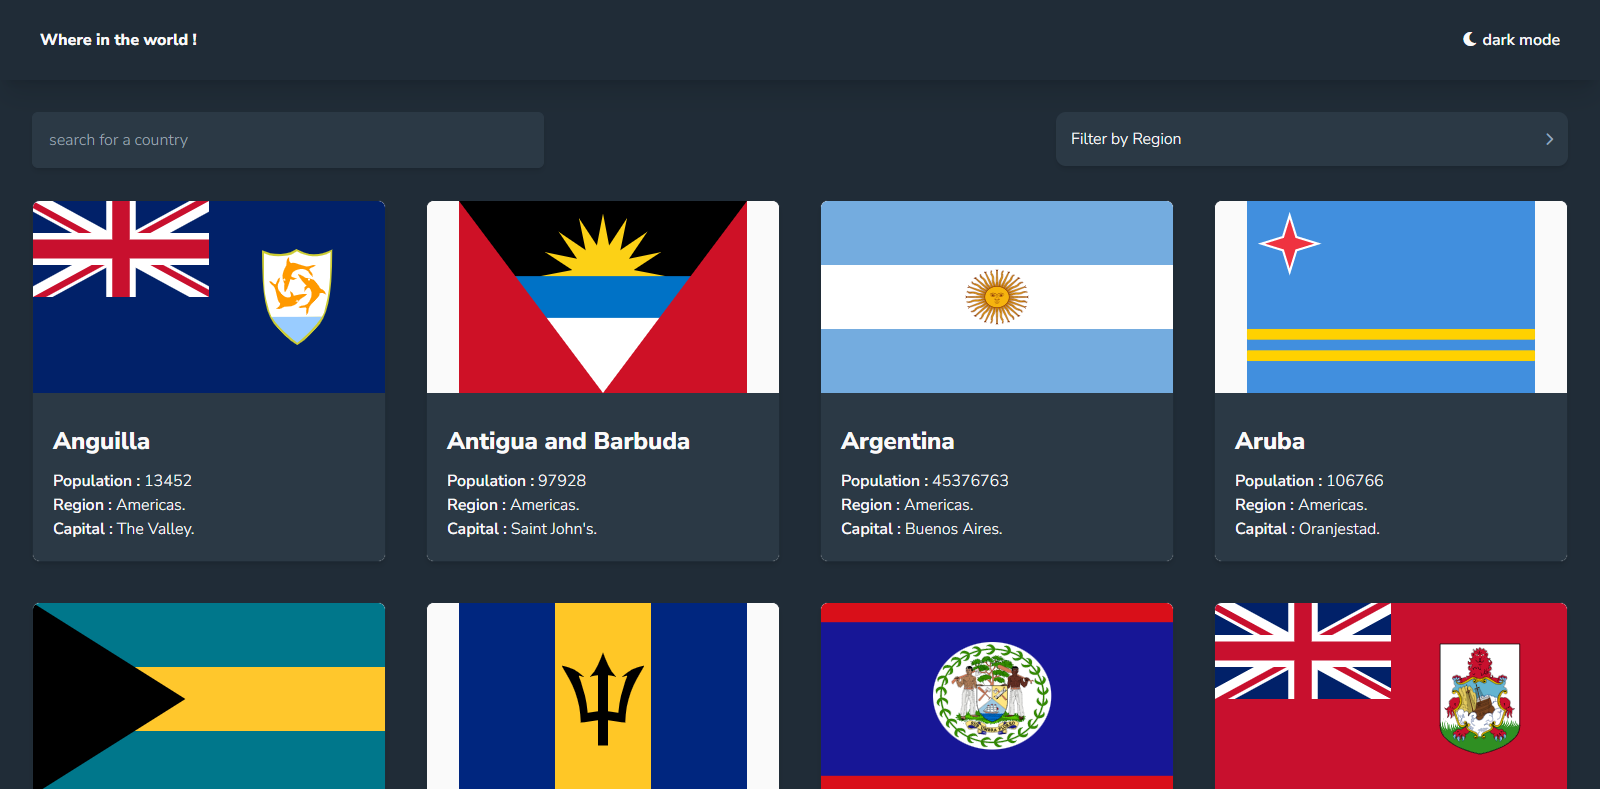 Where in the world !
dark mode
search for a country
Filter by Region
Anguilla
Population : 13452
Region : Americas.
Capital : The Valley.
Antigua and Barbuda
Population : 97928
Region : Americas.
Capital : Saint John's.
Argentina
Population : 45376763
Region : Americas.
Capital : Buenos Aires.
Aruba
Population : 106766
Region : Americas.
Capital : Oranjestad.